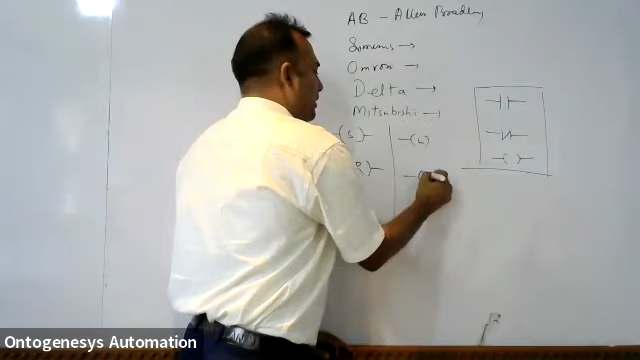 AB - Allen Bradley
Siemens →
Omron →
Delta →
Mitsubishi →
(S) -(L)
R)
Ontogenesys Automation